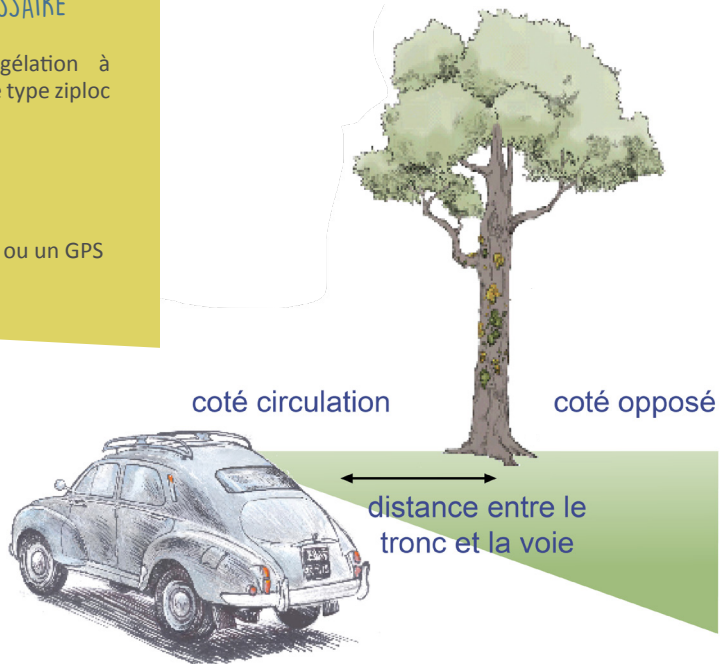 gélation à
type ziploc
ou un GPS
coté circulation
coté opposé
distance entre le
tronc et la voie